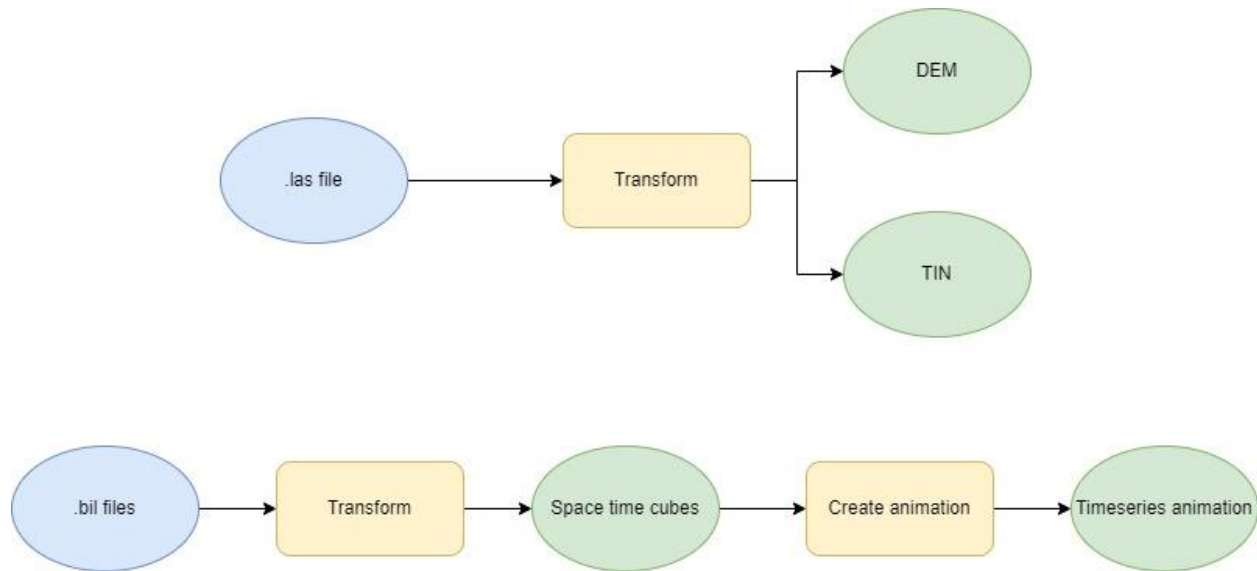 DEM
.las file
Transform
TIN
.bil files
Transform
Space time cubes
Create animation
Timeseries animation